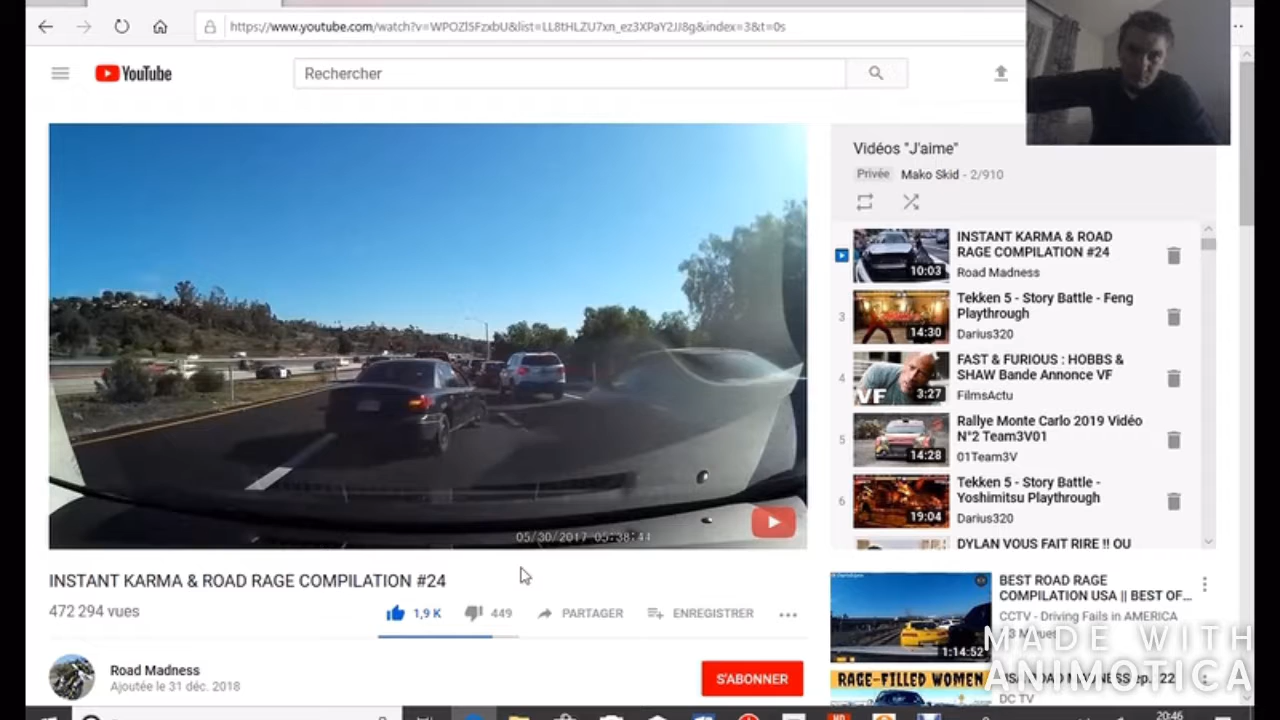 https://www.youtube.com/watch?v=WPOZl5FzxbU&list=LL8tHLZU7xn_ez3XPaY2JJ8g&index=3&t=0s
YouTube
Rechercher
05/30/2017 05:38:44
INSTANT KARMA & ROAD RAGE COMPILATION #24
472 294 vues
1,9 K
449
PARTAGER
ENREGISTRER
Road Madness
Ajoutée le 31 déc. 2018
S'ABONNER
Vidéos "J'aime"
Privée Mako Skid - 2/910
10:03
INSTANT KARMA & ROAD
RAGE COMPILATION #24
Road Madness
3
14:30
Tekken 5 - Story Battle - Feng
Playthrough
Darius320
4
VF
3:27
FAST & FURIOUS : HOBBS &
SHAW Bande Annonce VF
FilmsActu
5
14:28
Rallye Monte Carlo 2019 Vidéo
N°2 Team3V01
01Team3V
6
19:04
Tekken 5 - Story Battle -
Yoshimitsu Playthrough
Darius320
DYLAN VOUS FAIT RIRE !! OU
1:14:52
BEST ROAD RAGE
COMPILATION USA || BEST OF...
CCTV - Driving Fails in AMERICA
RAGE-FILLED WOMEN
DC TV
MADE WITH
ANIMOTICA
20:46